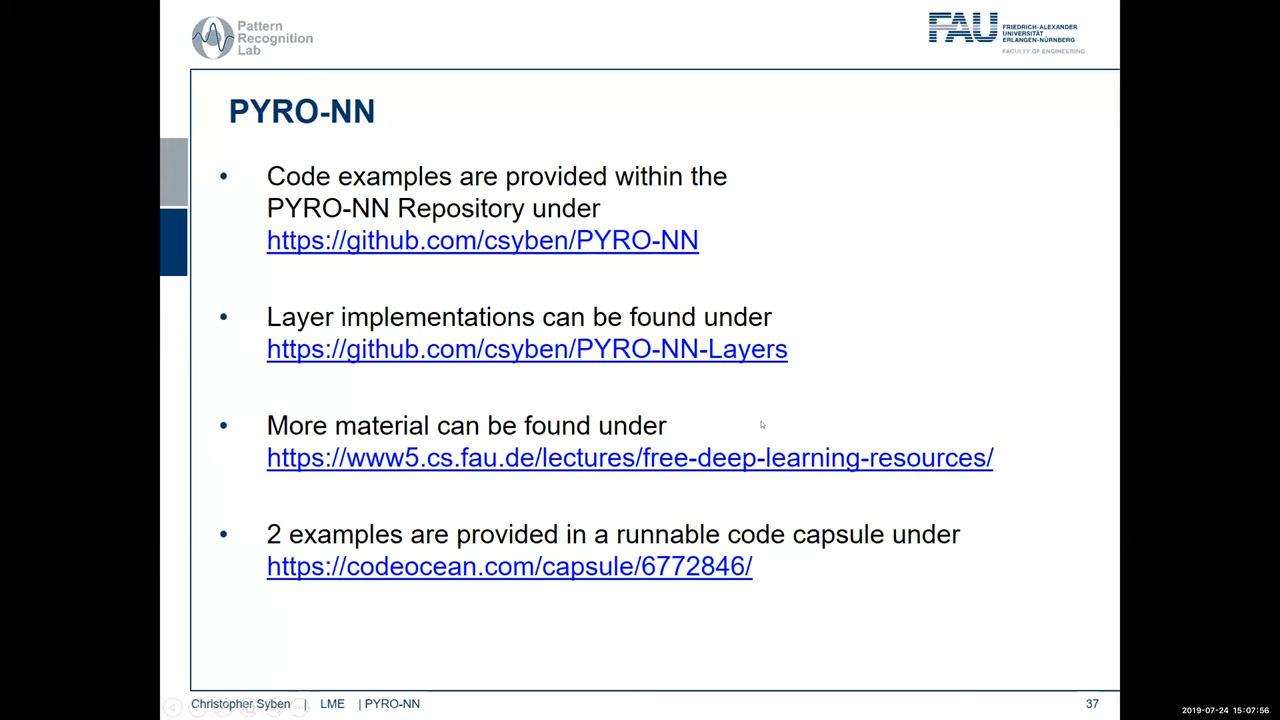 Pattern
Recognition
Lab
FAU
FRIEDRICH-ALEXANDER
UNIVERSITÄT
ERLANGEN-NÜRNBERG
FACULTY OF ENGINEERING
PYRO-NN
• Code examples are provided within the
PYRO-NN Repository under
https://github.com/csyben/PYRO-NN
• Layer implementations can be found under
https://github.com/csyben/PYRO-NN-Layers
• More material can be found under
https://www5.cs.fau.de/lectures/free-deep-learning-resources/
• 2 examples are provided in a runnable code capsule under
https://codeocean.com/capsule/6772846/
Christopher Syben | LME | PYRO-NN 37
2019-07-24 15:07:56